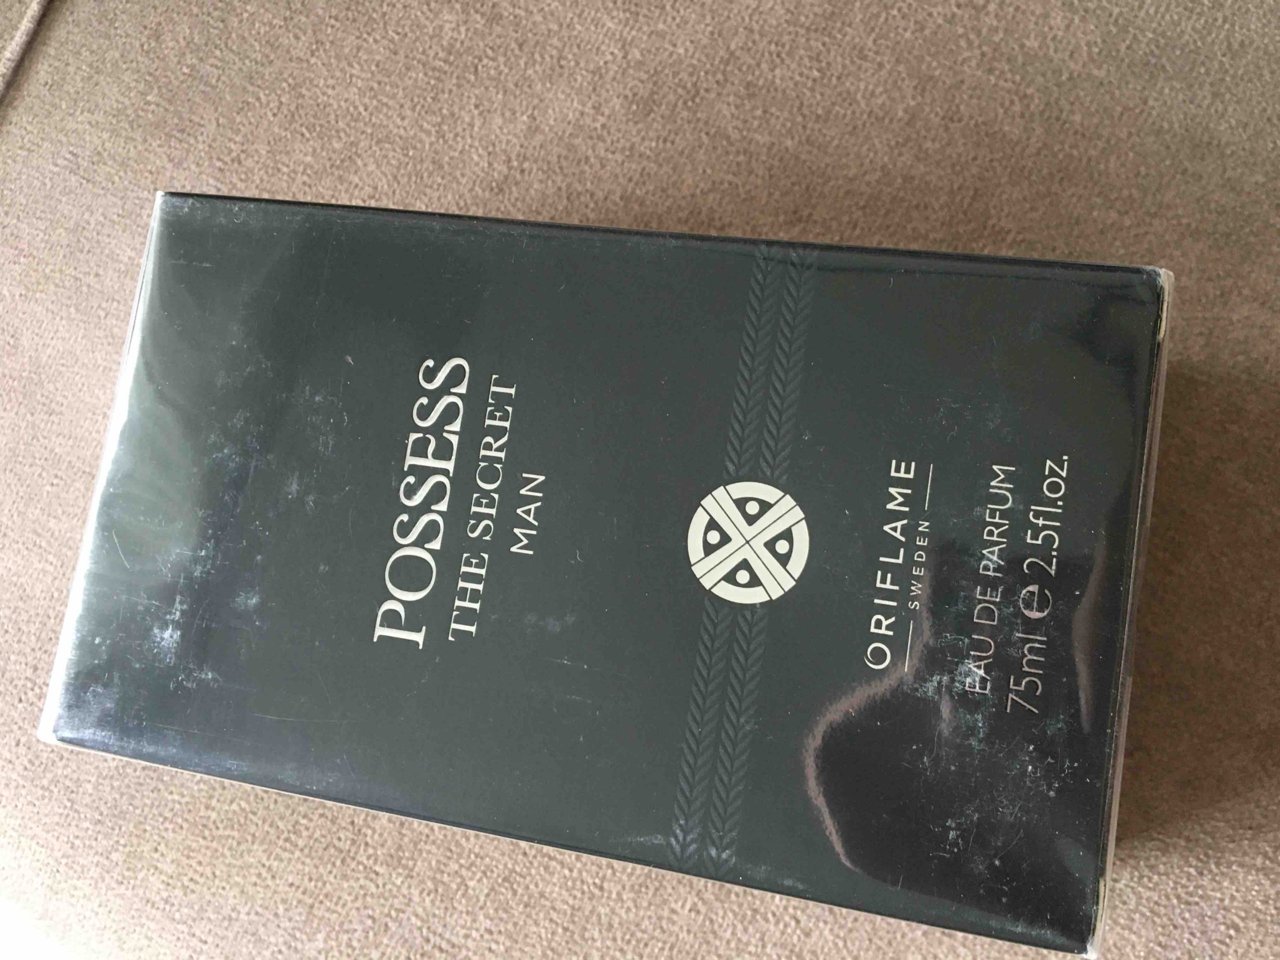 POSSESS
THE SECRET
MAN
ORIFLAME
SWEDEN
EAU DE PARFUM
75ml e 2.5fl.oz.